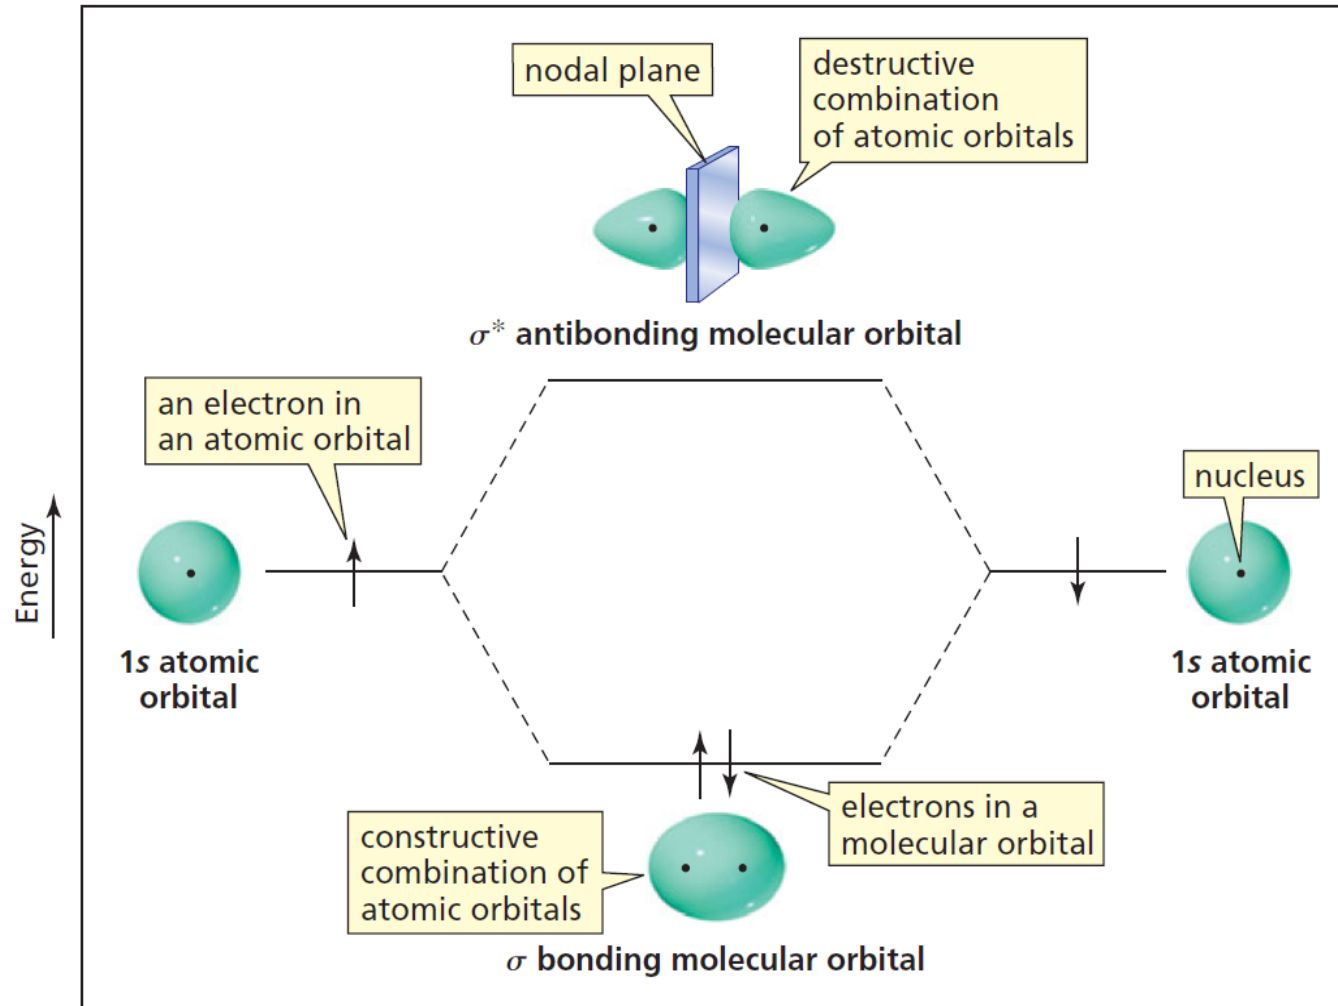 nodal plane
destructive
combination
of atomic orbitals
σ* antibonding molecular orbital
an electron in
an atomic orbital
nucleus
Energy
1s atomic
orbital
1s atomic
orbital
electrons in a
molecular orbital
constructive
combination of
atomic orbitals
σ bonding molecular orbital